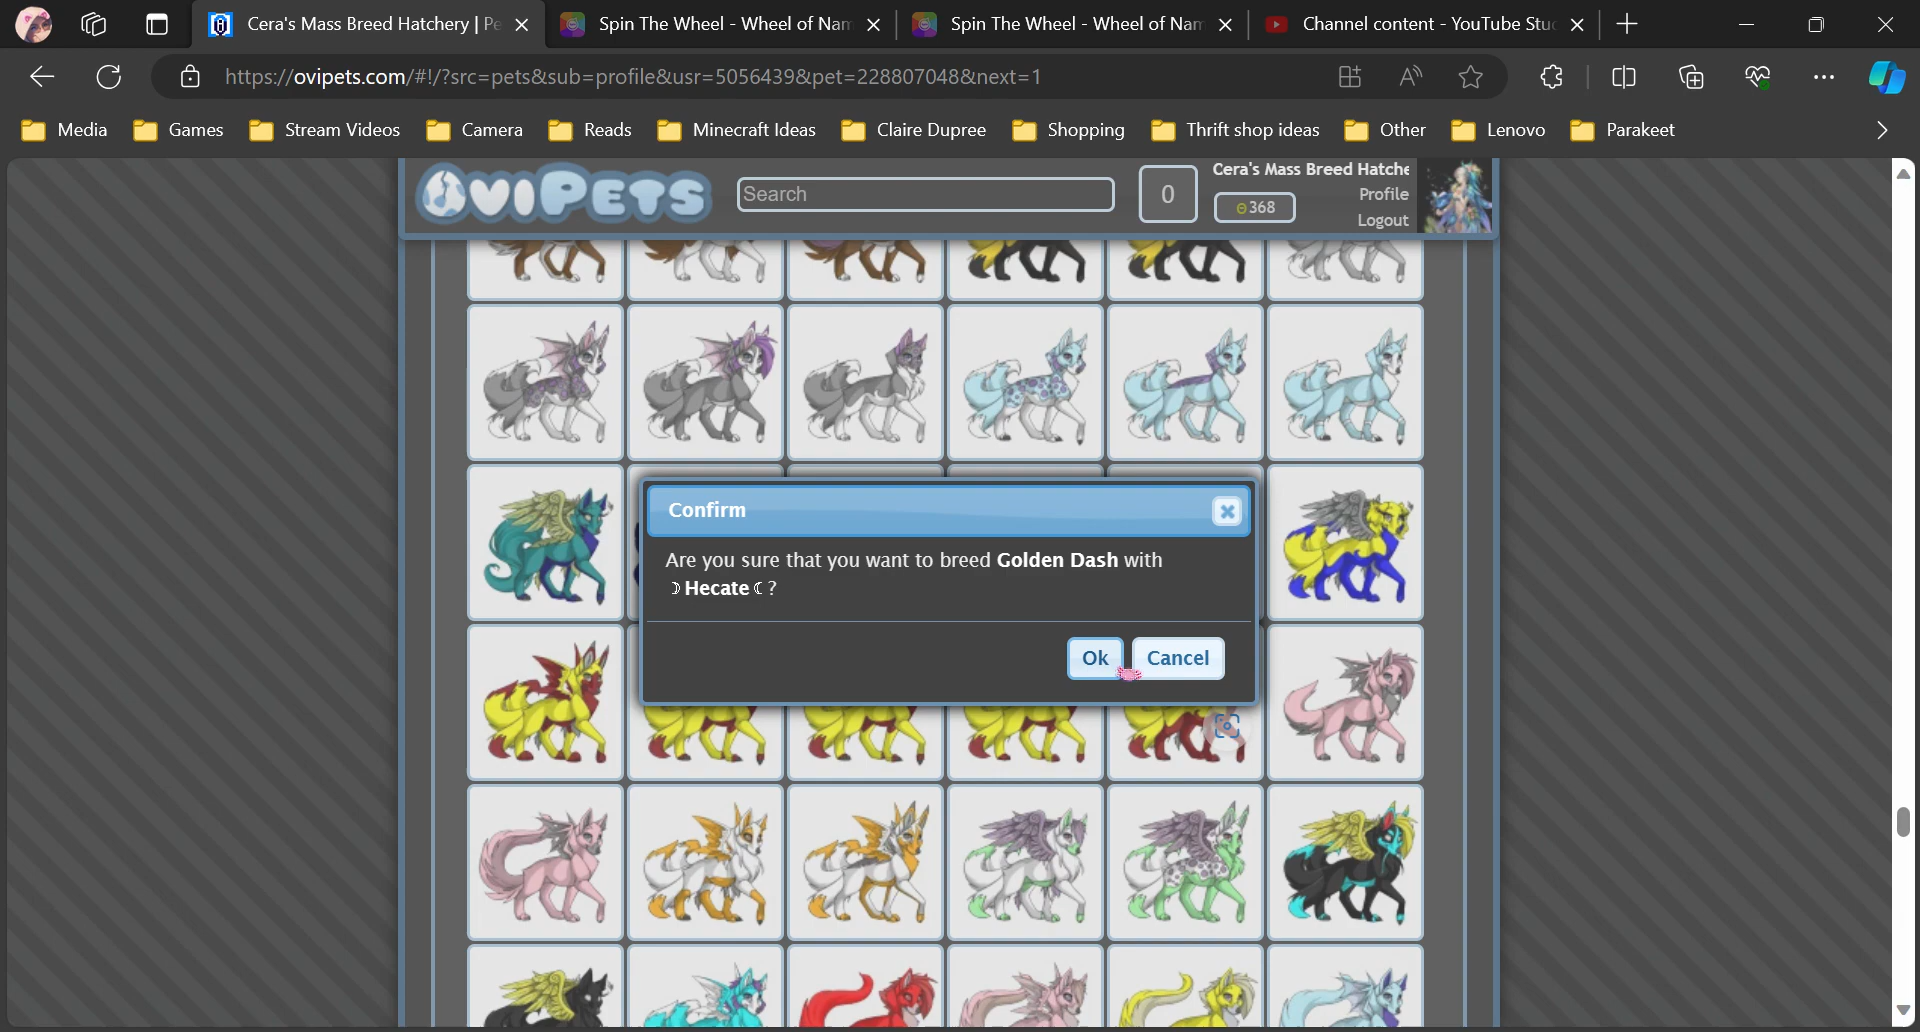 Cera's Mass Breed Hatchery | Pe
Spin The Wheel - Wheel of Nam
Spin The Wheel - Wheel of Nam
Channel content - YouTube Stud
https://ovipets.com/#!/?src=pets&sub=profile&usr=5056439&pet=228807048&next=1
Media
Games
Stream Videos
Camera
Reads
Minecraft Ideas
Claire Dupree
Shopping
Thrift shop ideas
Other
Lenovo
Parakeet
OviPets
Search
0
Cera's Mass Breed Hatche
368
Profile
Logout
Confirm
Are you sure that you want to breed Golden Dash with
☽Hecate☾?
Ok
Cancel